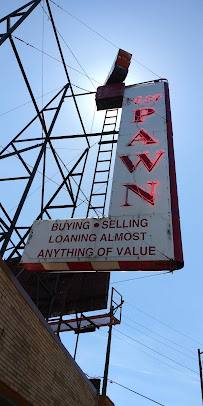 PAWN
BUYING • SELLING
LOANING ALMOST
ANYTHING OF VALUE